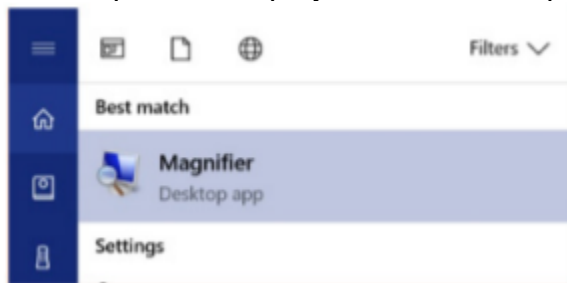 Filters
Best match
Magnifier
Desktop app
Settings